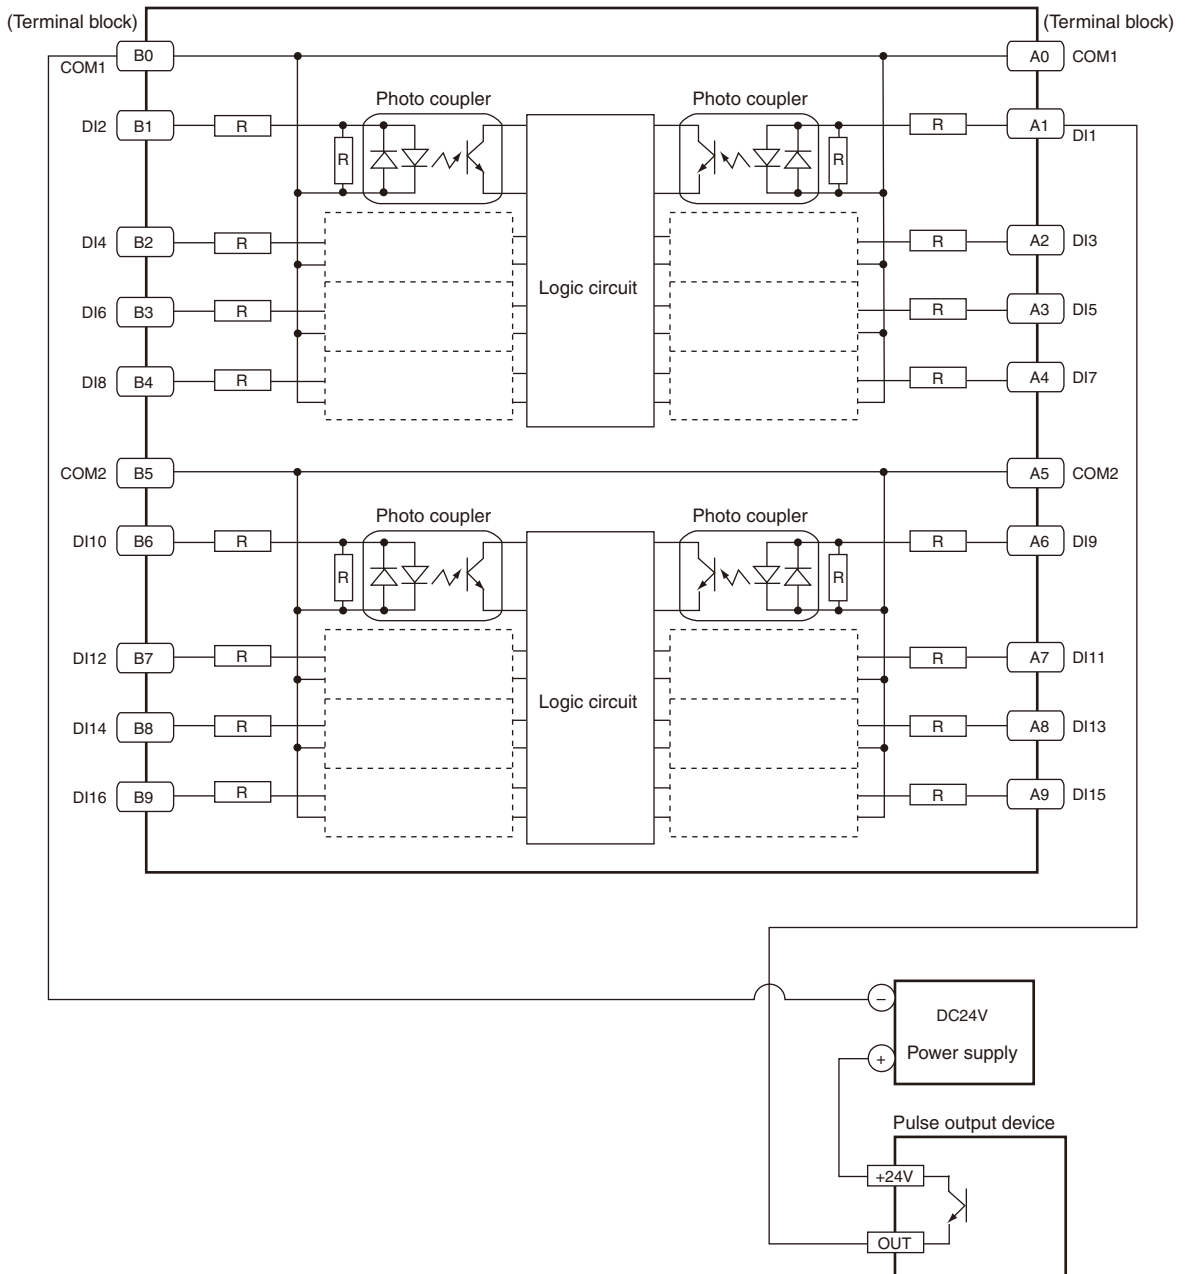 (Terminal block) (Terminal block)
B0 A0 COM1
COM1
Photo coupler Photo coupler
DI2 B1 R R A1
DI1
R R
DI4 B2 R R A2 DI3
Logic circuit
DI6 B3 R R A3 DI5
DI8 B4 R R A4 DI7
COM2 B5 A5 COM2
Photo coupler Photo coupler
DI10 B6 R R A6 DI9
R R
DI12 B7 R R A7 DI11
Logic circuit
DI14 B8 R R A8 DI13
DI16 B9 R R A9 DI15
−
DC24V
+ Power supply
Pulse output device
+24V
OUT